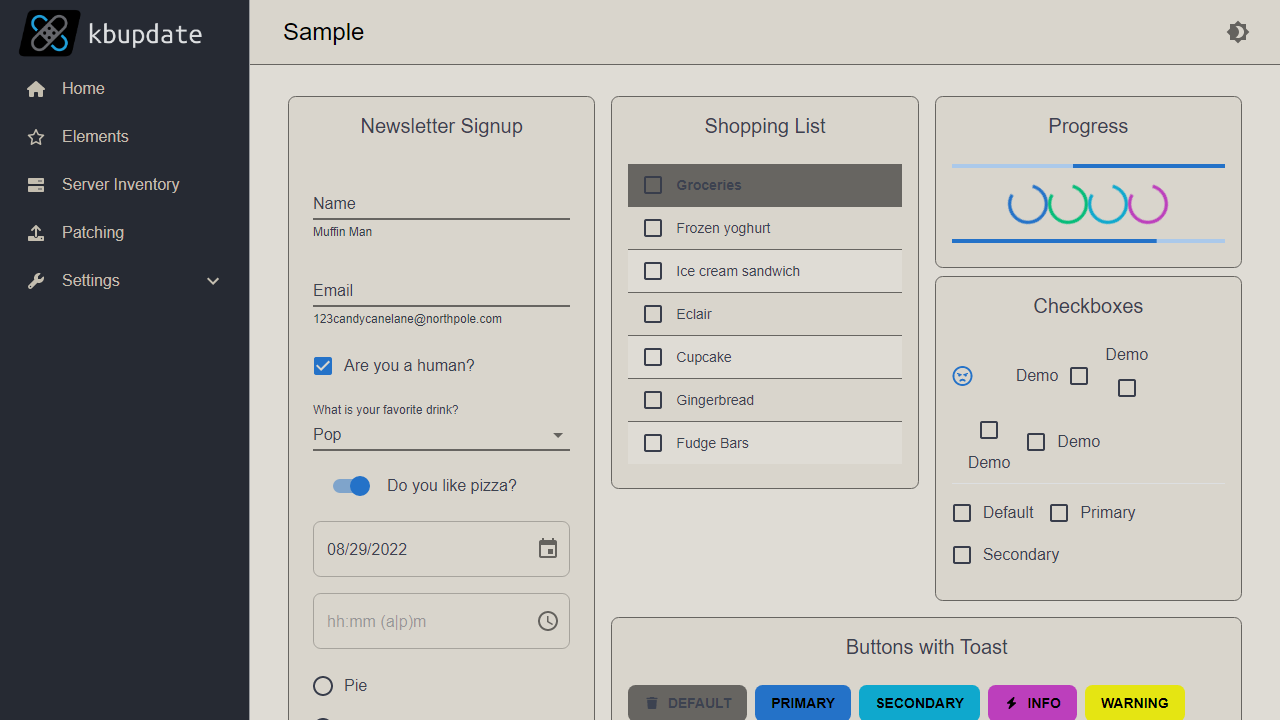 kbupdate
Home
Elements
Server Inventory
Patching
Settings
Sample
Newsletter Signup
Name
Muffin Man
Email
123candycanelane@northpole.com
Are you a human?
What is your favorite drink?
Pop
Do you like pizza?
08/29/2022
hh:mm (a|p)m
Pie
Shopping List
Groceries
Frozen yoghurt
Ice cream sandwich
Eclair
Cupcake
Gingerbread
Fudge Bars
Progress
Checkboxes
Demo
Demo
Demo
Demo
Default
Primary
Secondary
Buttons with Toast
DEFAULT
PRIMARY
SECONDARY
INFO
WARNING